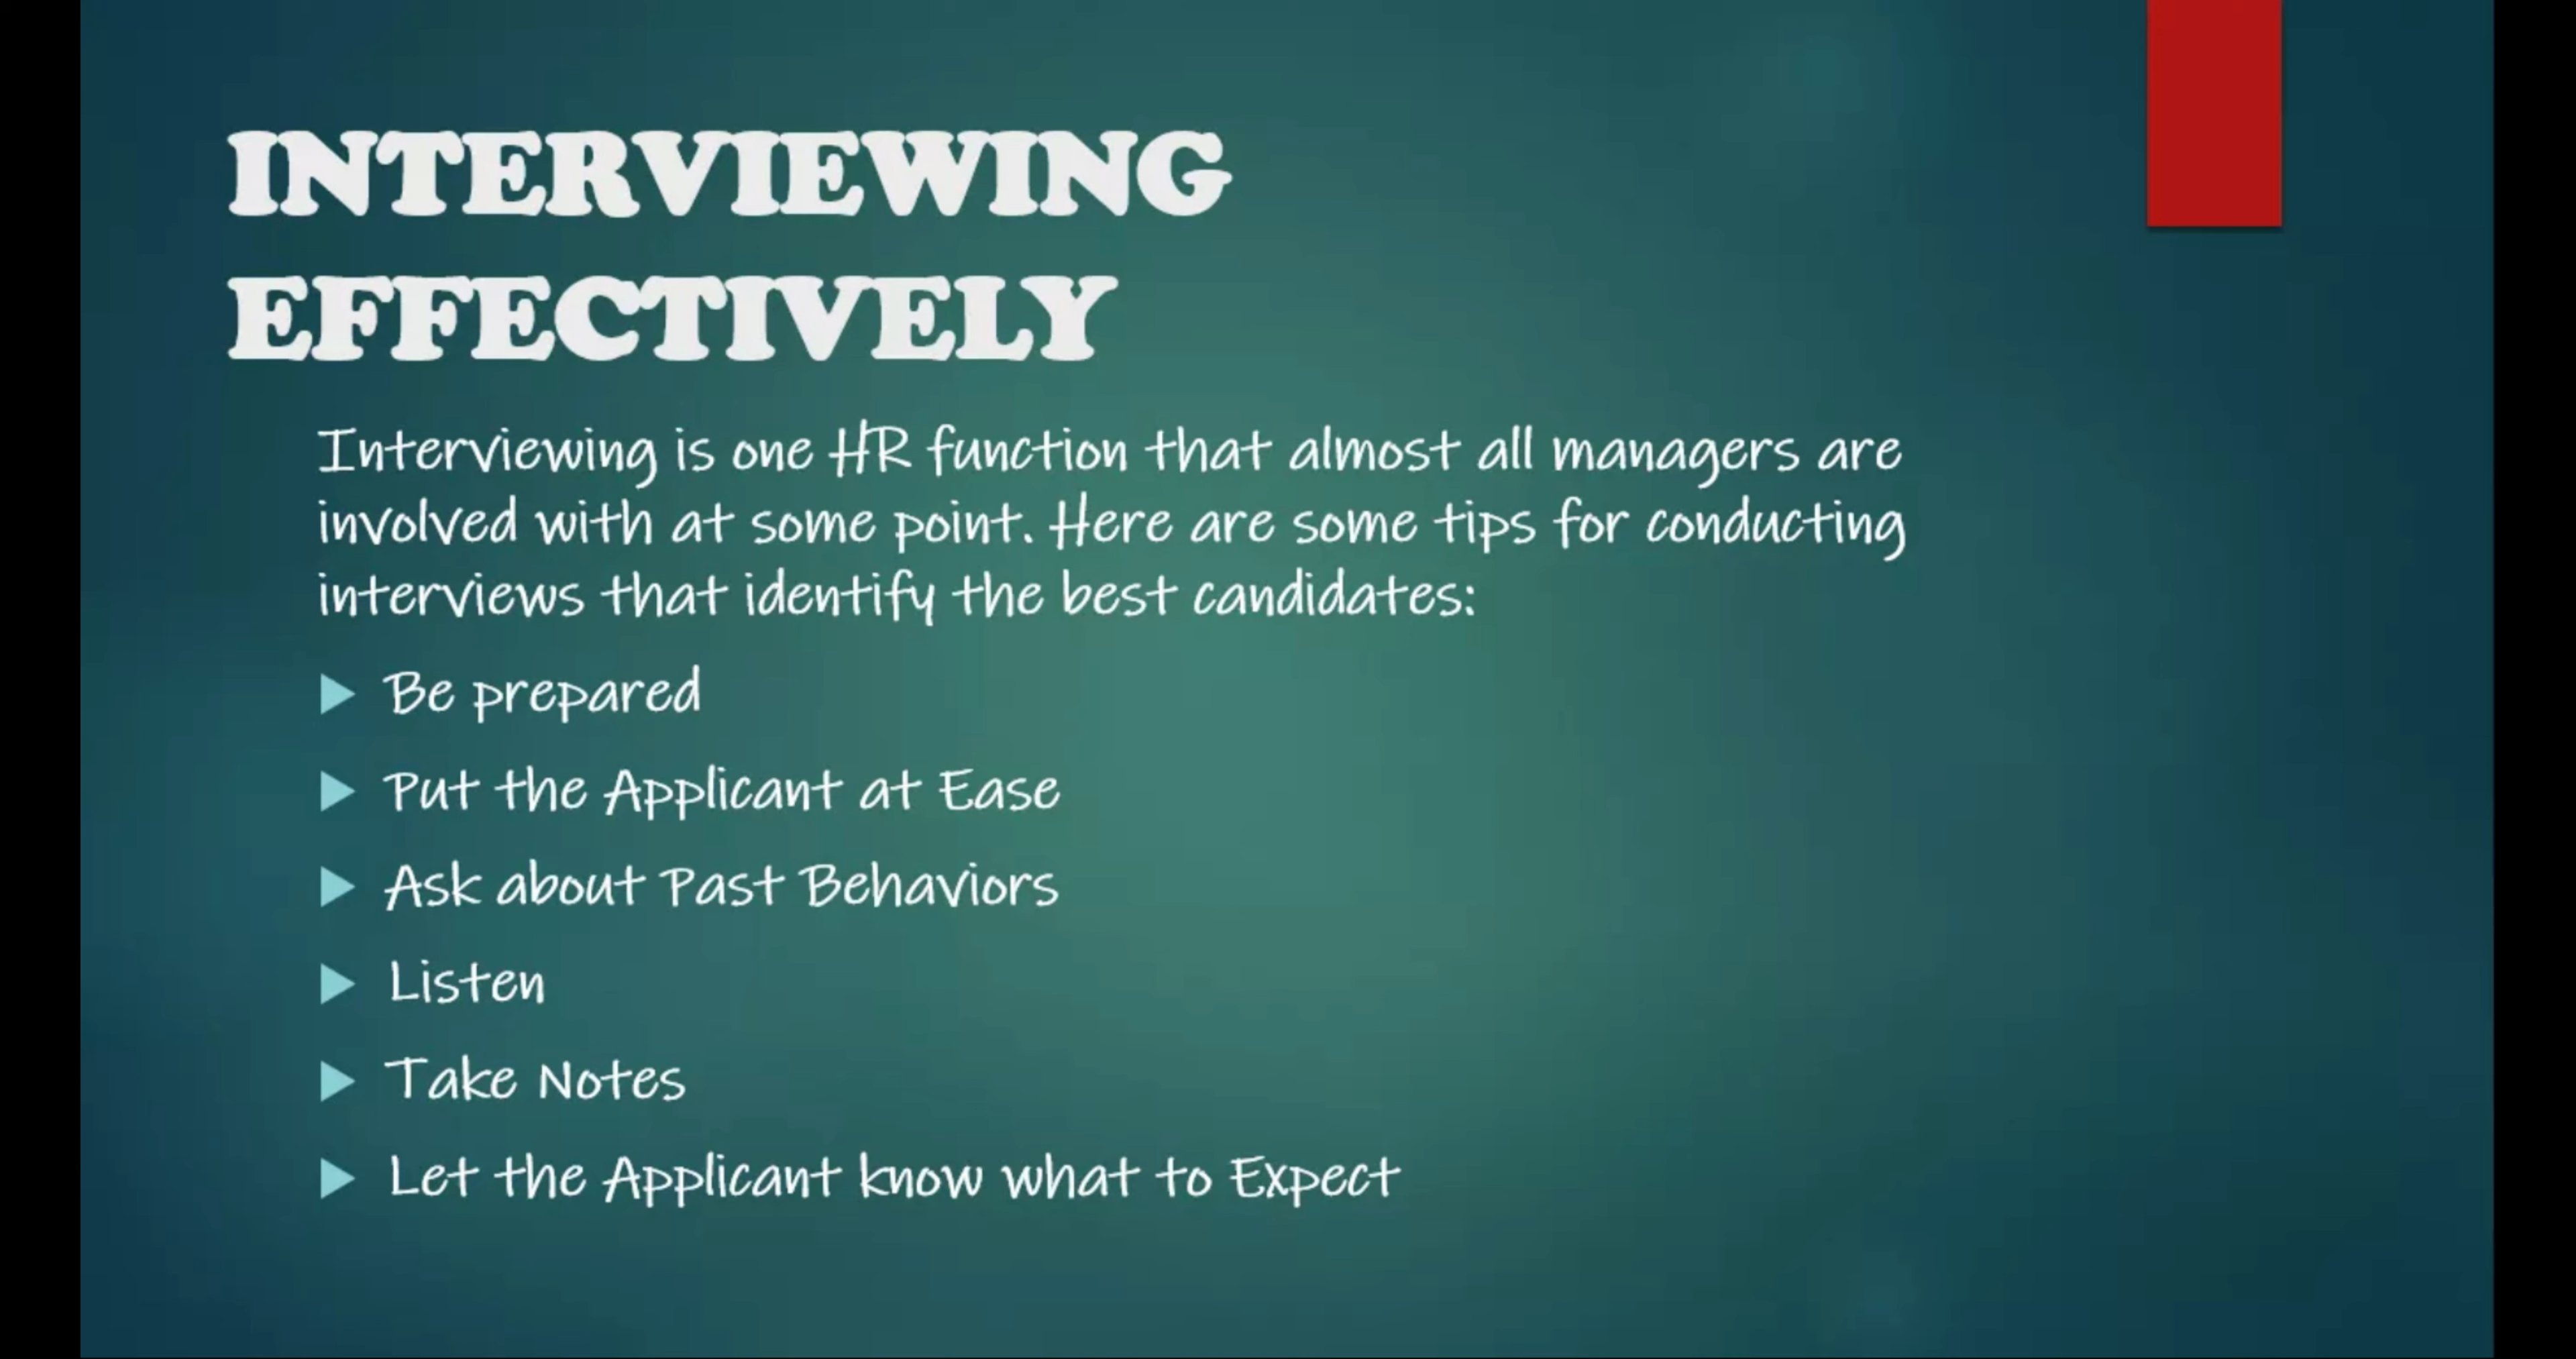 INTERVIEWING
EFFECTIVELY
Interviewing is one HR function that almost all managers are
involved with at some point. Here are some tips for conducting
interviews that identify the best candidates:
Be prepared
Put the Applicant at Ease
Ask about Past Behaviors
Listen
Take Notes
Let the Applicant know what to Expect